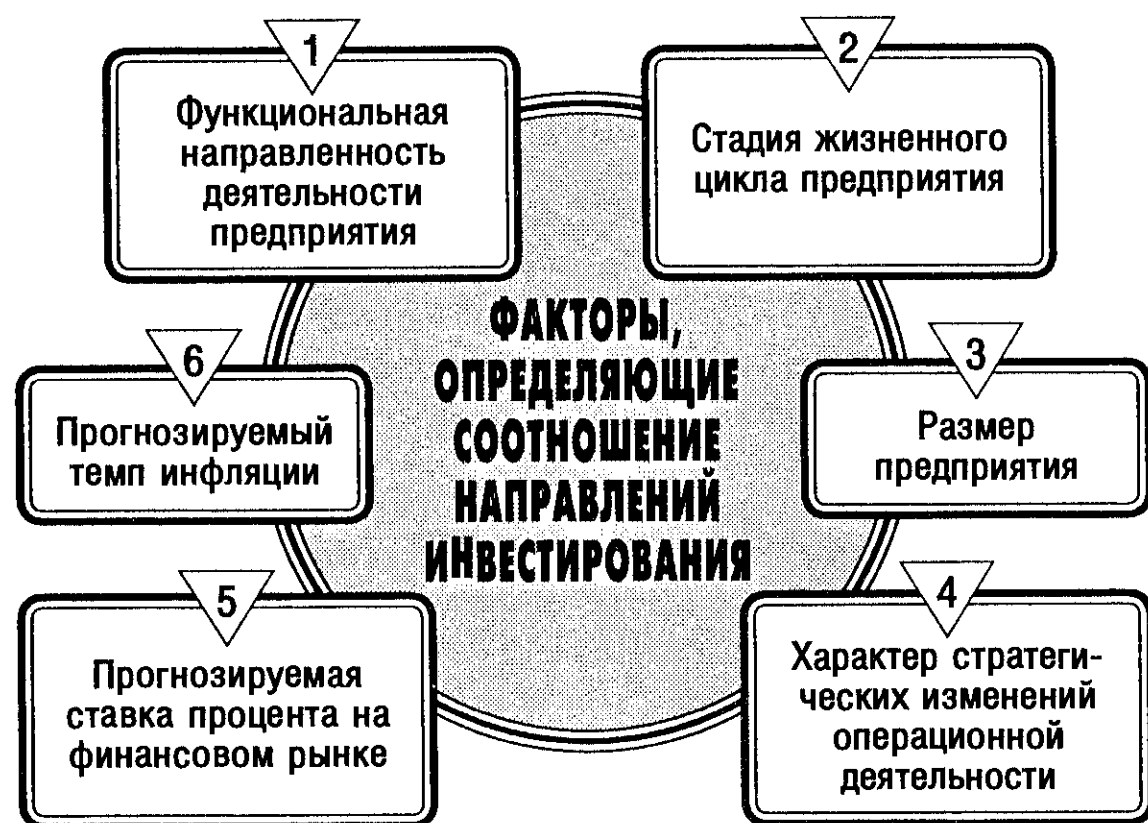 1
Функциональная
направленность
деятельности
предприятия
2
Стадия жизненного
цикла предприятия
ФАКТОРЫ,
ОПРЕДЕЛЯЮЩИЕ
СООТНОШЕНИЕ
НАПРАВЛЕНИЙ
ИНВЕСТИРОВАНИЯ
3
Размер
предприятия
4
Характер стратеги-
ческих изменений
операционной
деятельности
5
Прогнозируемая
ставка процента на
финансовом рынке
6
Прогнозируемый
темп инфляции